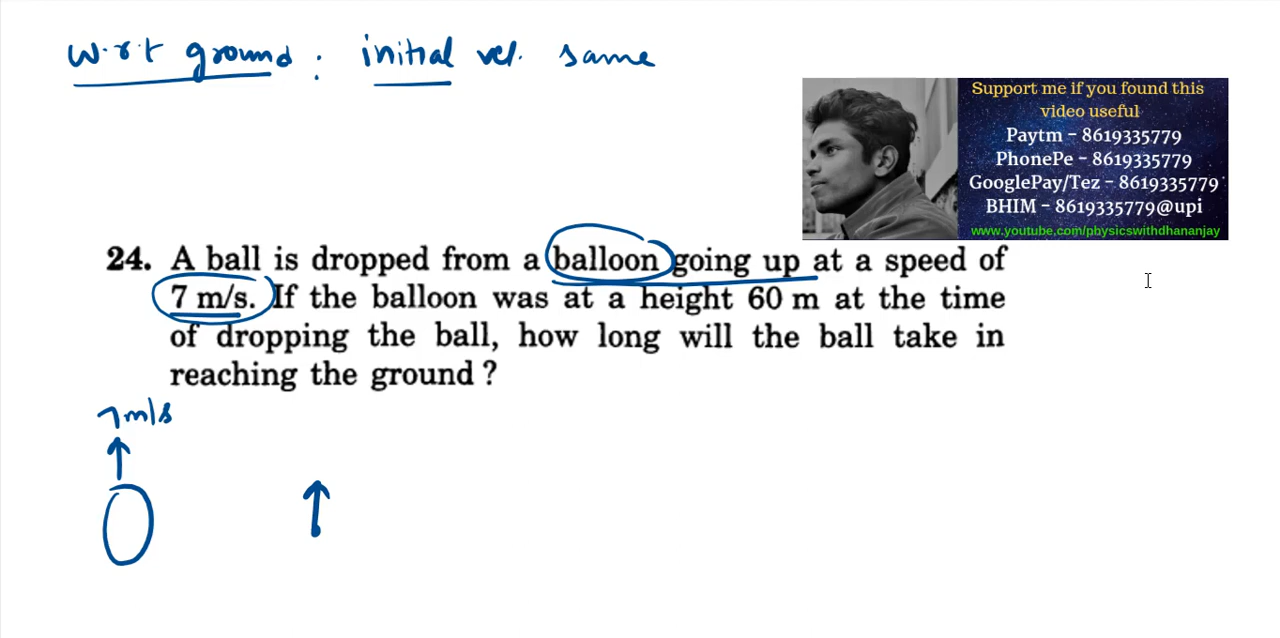 w.r.t ground : initial vel. same
Support me if you found this
video useful
Paytm - 8619335779
PhonePe - 8619335779
GooglePay/Tez - 8619335779
BHIM - 8619335779@upi
www.youtube.com/physicswithdhananjay
24. A ball is dropped from a balloon going up at a speed of
7 m/s. If the balloon was at a height 60 m at the time
of dropping the ball, how long will the ball take in
reaching the ground ?
7m/s